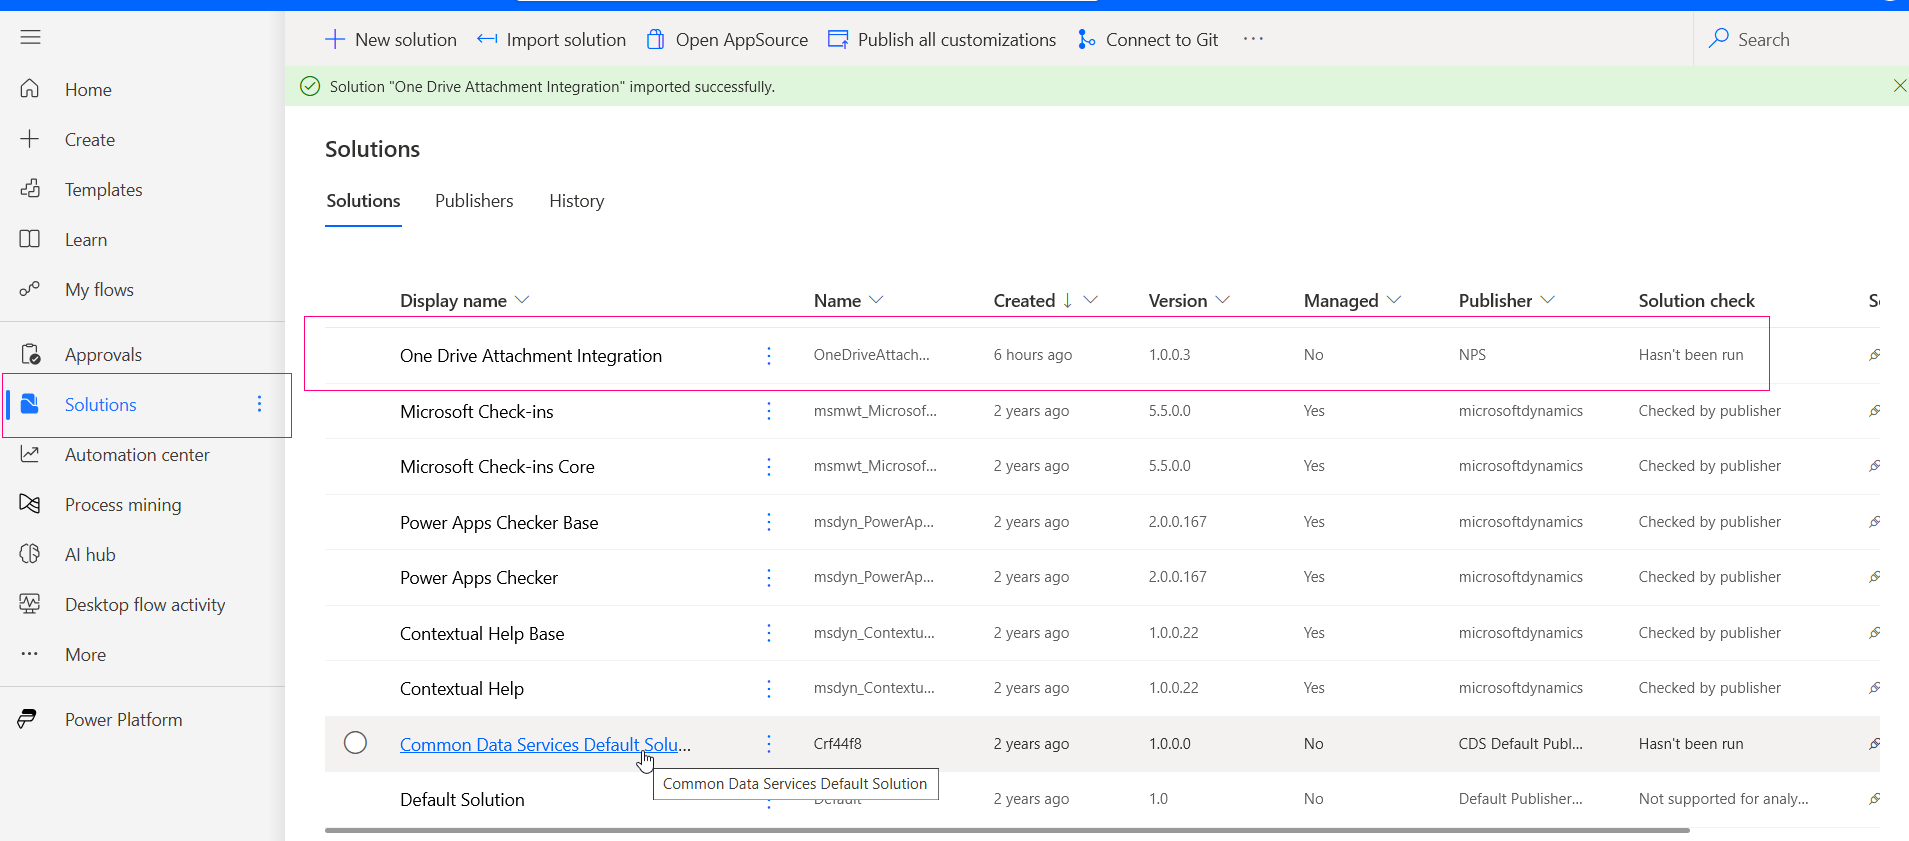 New solution Import solution Open AppSource Publish all customizations Connect to Git ... Search
Solution "One Drive Attachment Integration" imported successfully.
Home
Create
Templates
Learn
My flows
Approvals
Solutions
Automation center
Process mining
AI hub
Desktop flow activity
More
Power Platform
Solutions
Solutions Publishers History
Display name Name Created Version Managed Publisher Solution check
One Drive Attachment Integration OneDriveAttach... 6 hours ago 1.0.0.3 No NPS Hasn't been run
Microsoft Check-ins msmwt_Microsof... 2 years ago 5.5.0.0 Yes microsoftdynamics Checked by publisher
Microsoft Check-ins Core msmwt_Microsof... 2 years ago 5.5.0.0 Yes microsoftdynamics Checked by publisher
Power Apps Checker Base msdyn_PowerAp... 2 years ago 2.0.0.167 Yes microsoftdynamics Checked by publisher
Power Apps Checker msdyn_PowerAp... 2 years ago 2.0.0.167 Yes microsoftdynamics Checked by publisher
Contextual Help Base msdyn_Contextu... 2 years ago 1.0.0.22 Yes microsoftdynamics Checked by publisher
Contextual Help msdyn_Contextu... 2 years ago 1.0.0.22 Yes microsoftdynamics Checked by publisher
Common Data Services Default Solu... Crf44f8 2 years ago 1.0.0.0 No CDS Default Publ... Hasn't been run
Common Data Services Default Solution
Default Solution Default 2 years ago 1.0 No Default Publisher... Not supported for analy...